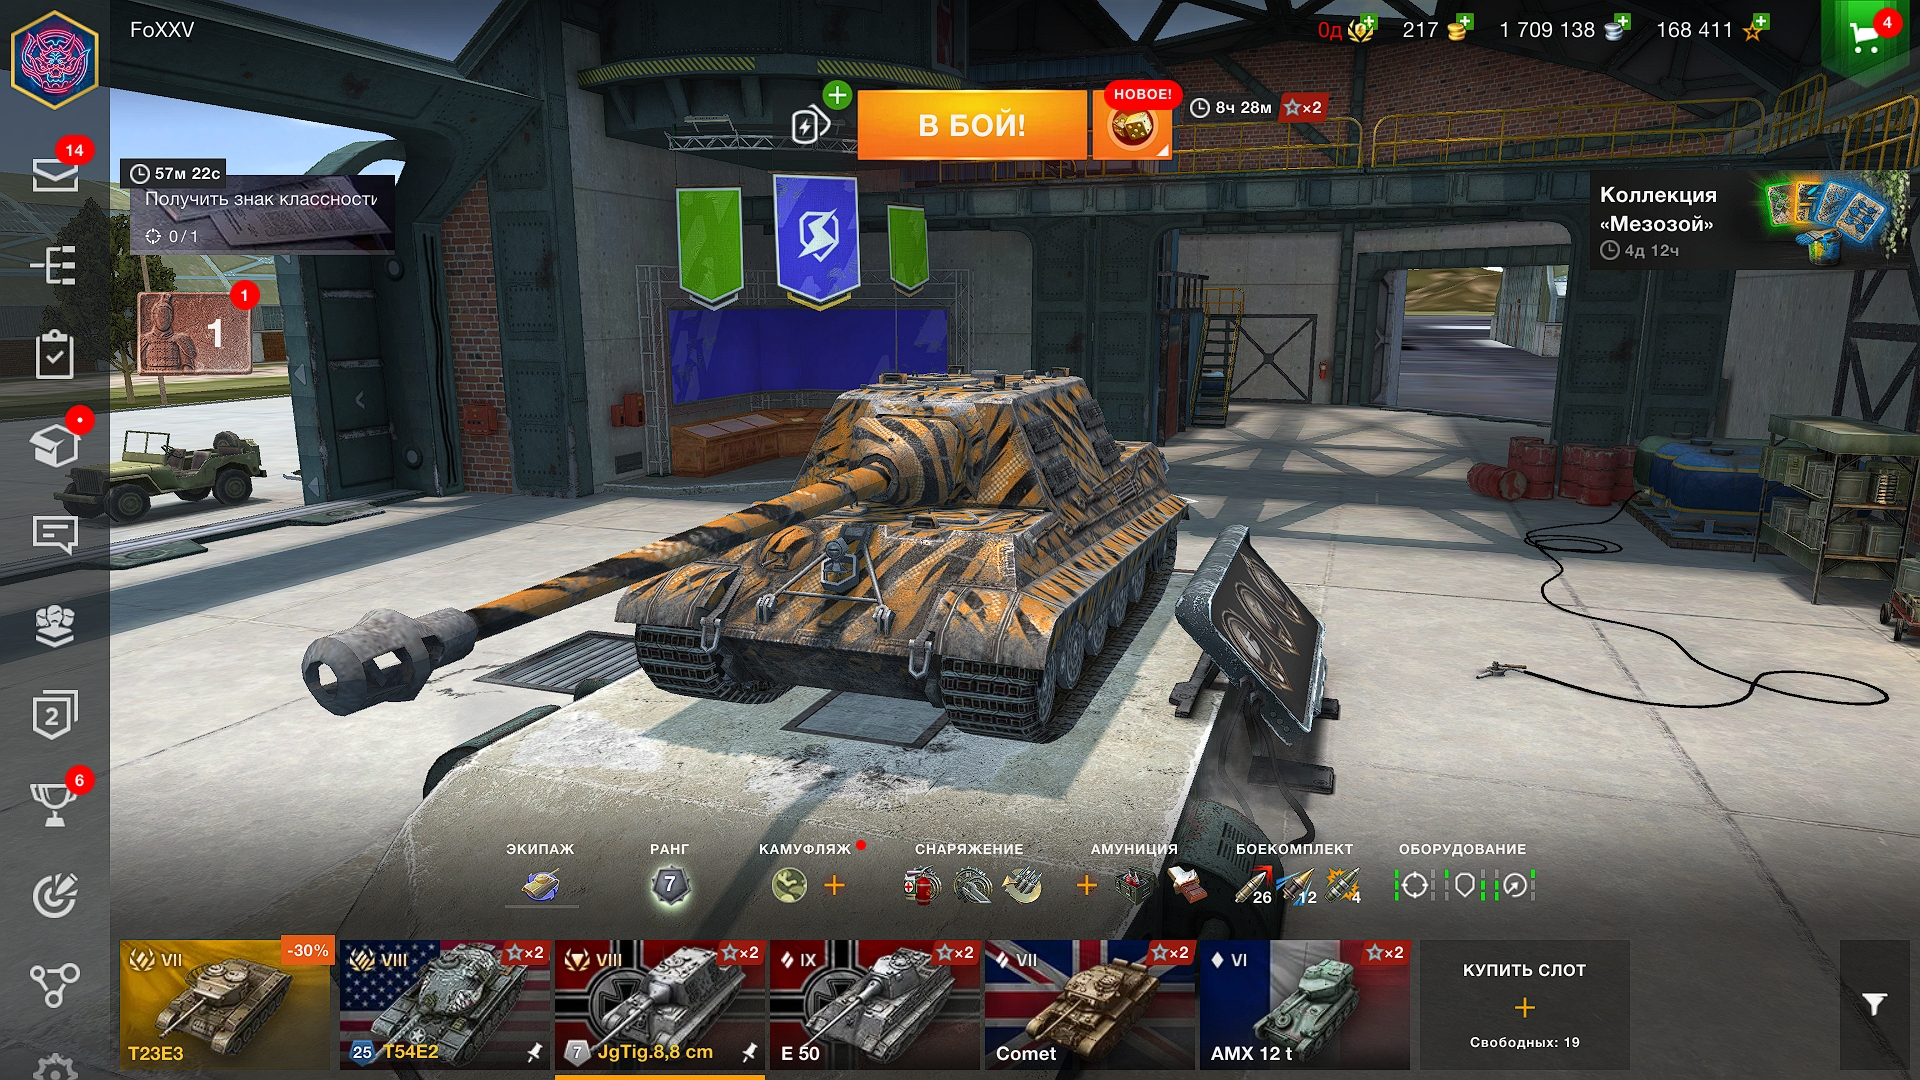 FoXXV
0д
217
1 709 138
168 411
4
14
57м 22с
Получить знак классности
0/1
1
1
В БОЙ!
НОВОЕ!
8ч 28м
×2
Коллекция
«Мезозой»
4д 12ч
2
6
ЭКИПАЖ
РАНГ
КАМУФЛЯЖ
СНАРЯЖЕНИЕ
АМУНИЦИЯ
БОЕКОМПЛЕКТ
ОБОРУДОВАНИЕ
7
26
12
4
VII
-30%
T23E3
VIII
×2
25 T54E2
VIII
×2
7 JgTig.8,8 cm
IX
×2
E 50
VII
×2
Comet
VI
×2
AMX 12 t
КУПИТЬ СЛОТ
Свободных: 19